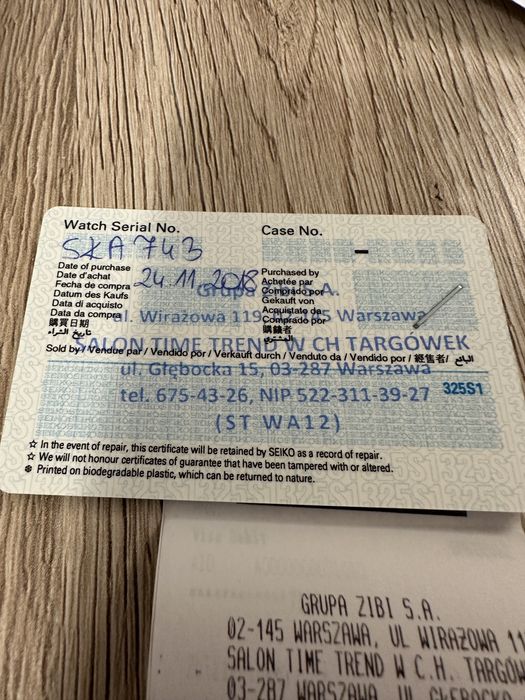 Watch Serial No.
Case No.
SKA 743
-
Date of purchase
Date d'achat
Fecha de compra
Datum des Kaufs
Data di acquisto
Data da compra
購買日期
تاريخ الشراء
24.11.2018
Purchased by
Achetée par
Comprado por
Gekauft von
Acquistato da
Comprado por
購錶者
المشتري
Grupa A.
ul. Wirażowa 119 Warszawa
SALON TIME TREND W CH TARGÓWEK
Sold by / Vendue par / Vendido por / Verkauft durch / Venduto da / Vendido por / 經售者 / البائع
ul. Głębocka 15, 03-287 Warszawa
325S1
tel. 675-43-26, NIP 522-311-39-27
(ST WA12)
☆ In the event of repair, this certificate will be retained by SEIKO as a record of repair.
☆ We will not honour certificates of guarantee that have been tampered with or altered.
❄ Printed on biodegradable plastic, which can be returned to nature.
GRUPA ZIBI S.A.
02-145 WARSZAWA, UL WIRAŻOWA 11
SALON TIME TREND W C.H. TARGÓW
03-287 WARSZAWA